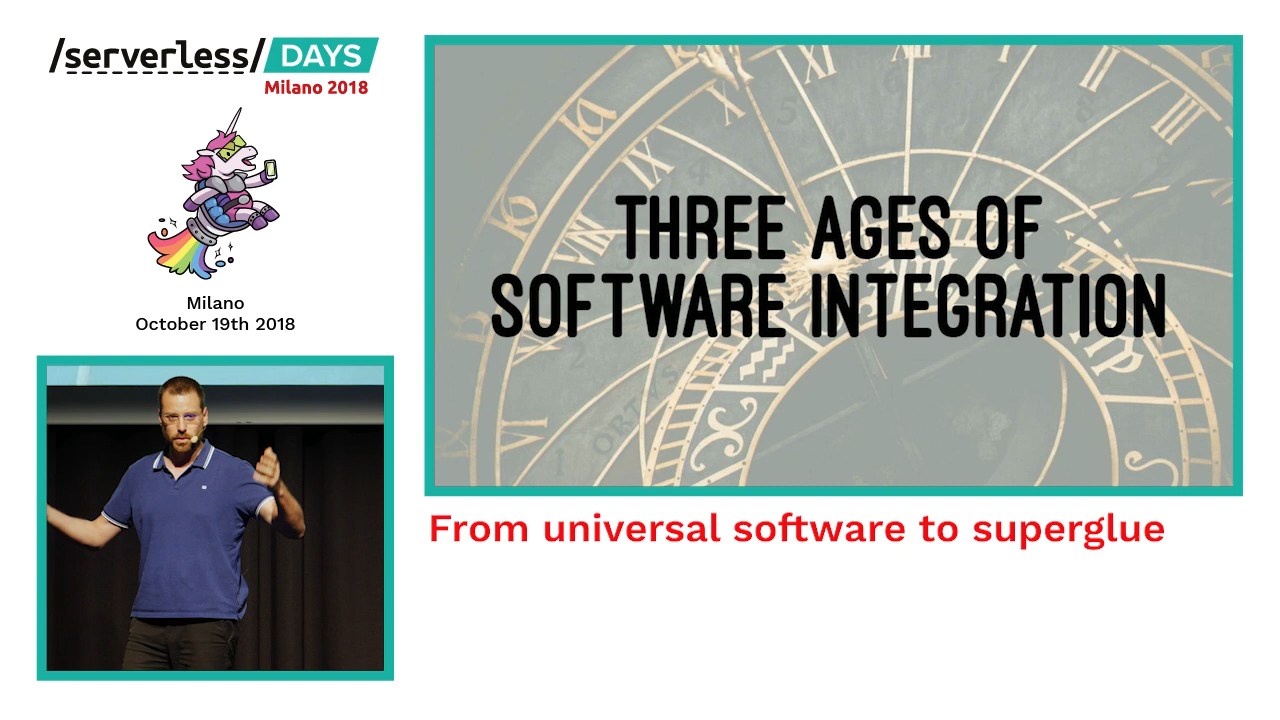 /serverless/ DAYS
Milano 2018
Milano
October 19th 2018
THREE AGES OF
SOFTWARE INTEGRATION
From universal software to superglue